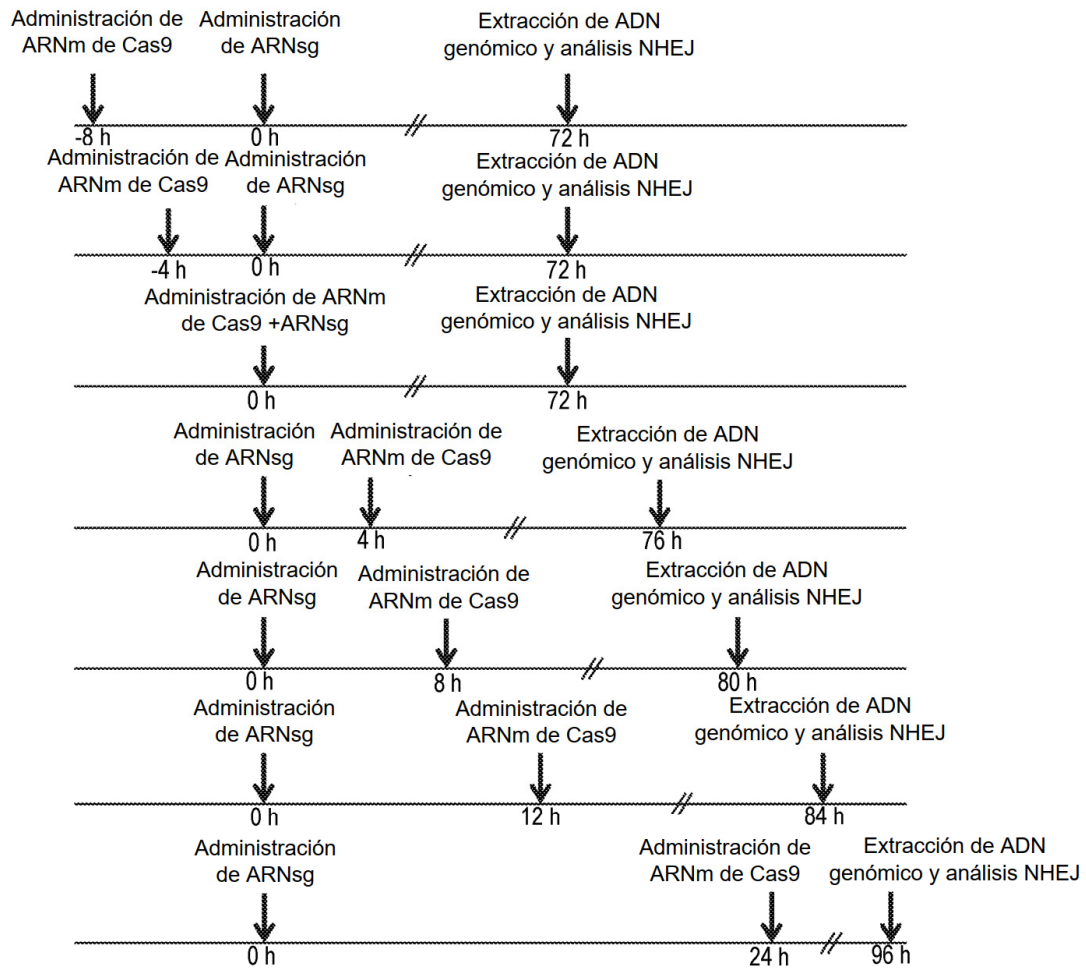 Administración de
ARNm de Cas9
Administración
de ARNsg
Extracción de ADN
genómico y análisis NHEJ
-8 h
0 h
72 h
Administración de
ARNm de Cas9
Administración
de ARNsg
Extracción de ADN
genómico y análisis NHEJ
-4 h
0 h
72 h
Administración de ARNm
de Cas9 +ARNsg
Extracción de ADN
genómico y análisis NHEJ
0 h
72 h
Administración
de ARNsg
Administración de
ARNm de Cas9
Extracción de ADN
genómico y análisis NHEJ
0 h
4 h
76 h
Administración
de ARNsg
Administración de
ARNm de Cas9
Extracción de ADN
genómico y análisis NHEJ
0 h
8 h
80 h
Administración
de ARNsg
Administración de
ARNm de Cas9
Extracción de ADN
genómico y análisis NHEJ
0 h
12 h
84 h
Administración
de ARNsg
Administración de
ARNm de Cas9
Extracción de ADN
genómico y análisis NHEJ
0 h
24 h
96 h